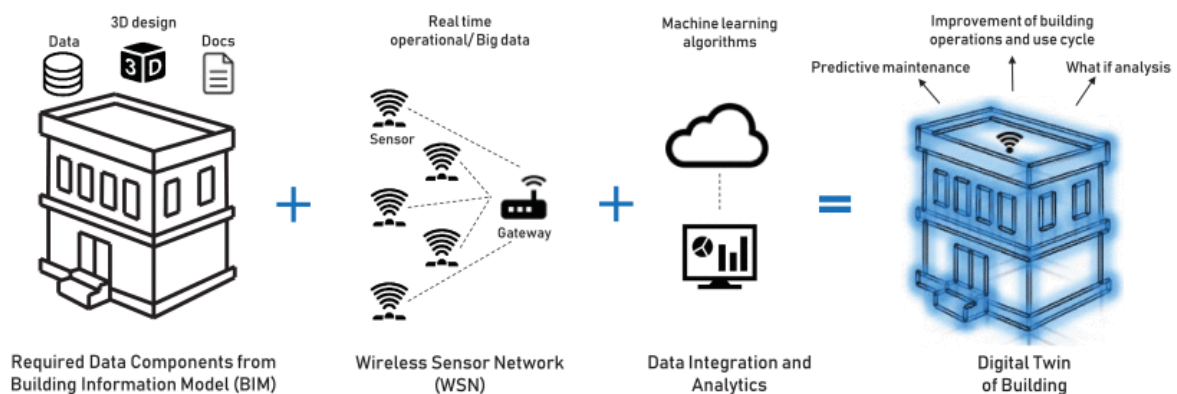 3D design
Data
3D
Docs
Required Data Components from
Building Information Model (BIM)
+
Real time
operational/ Big data
Sensor
Gateway
Wireless Sensor Network
(WSN)
+
Machine learning
algorithms
Data Integration and
Analytics
=
Improvement of building
operations and use cycle
Predictive maintenance
What if analysis
Digital Twin
of Building